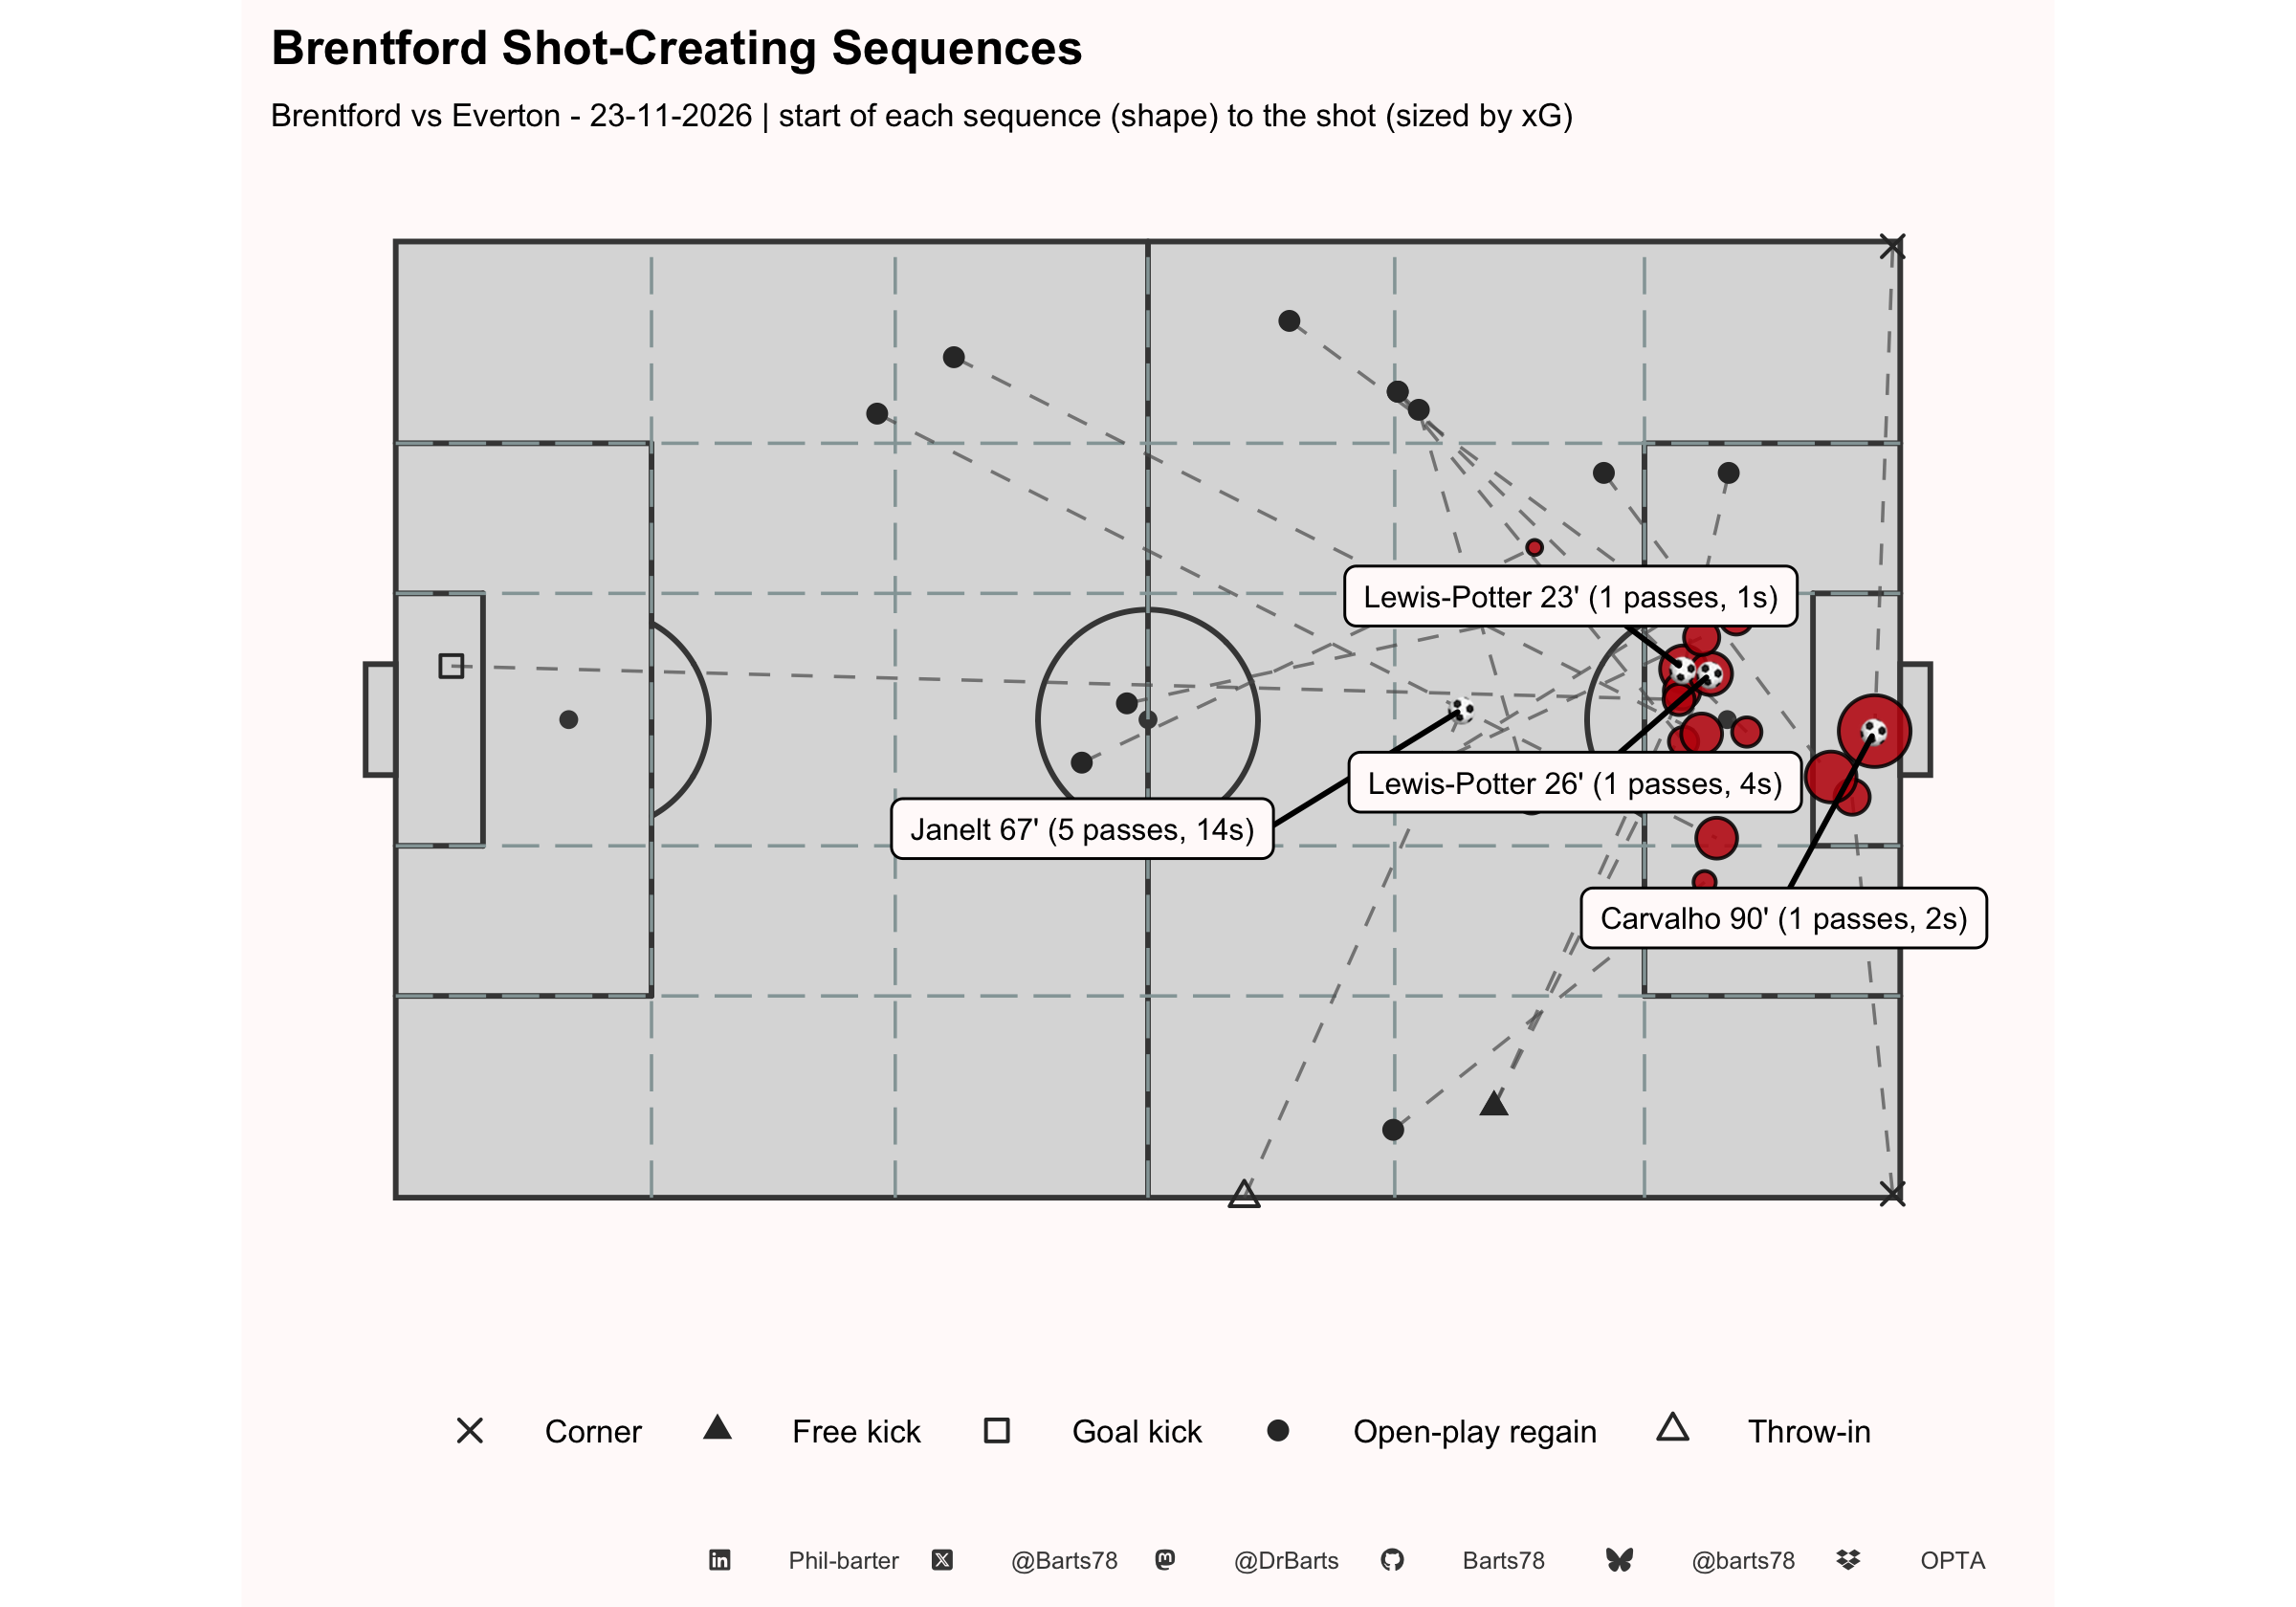 Brentford Shot-Creating Sequences
Brentford vs Everton - 23-11-2026 | start of each sequence (shape) to the shot (sized by xG)
Lewis-Potter 23' (1 passes, 1s)
Lewis-Potter 26' (1 passes, 4s)
Janelt 67' (5 passes, 14s)
Carvalho 90' (1 passes, 2s)
Corner Free kick Goal kick Open-play regain Throw-in
Phil-barter @Barts78 @DrBarts Barts78 @barts78 OPTA